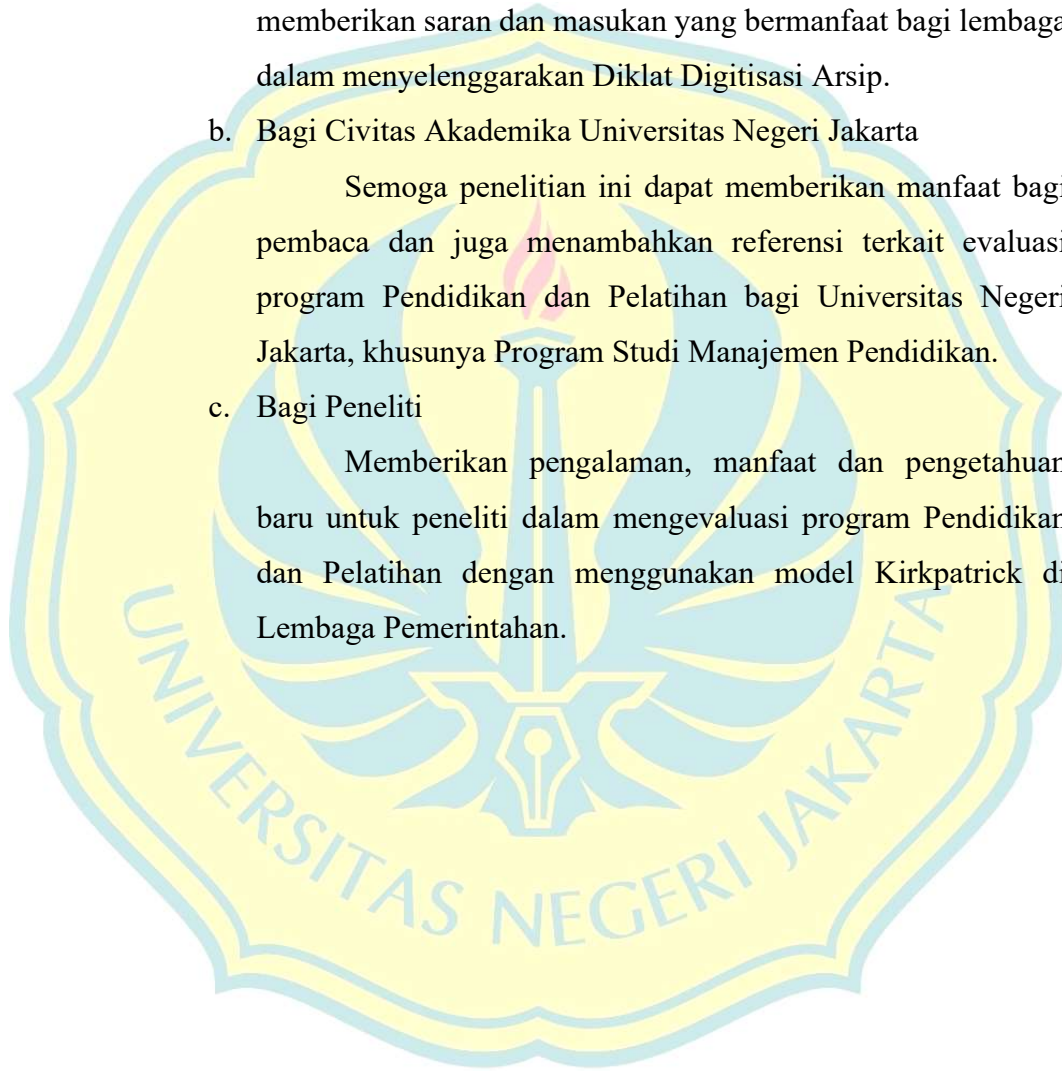 memberikan saran dan masukan yang bermanfaat bagi lembaga
dalam menyelenggarakan Diklat Digitisasi Arsip.
b. Bagi Civitas Akademika Universitas Negeri Jakarta
Semoga penelitian ini dapat memberikan manfaat bagi
pembaca dan juga menambahkan referensi terkait evaluasi
program Pendidikan dan Pelatihan bagi Universitas Negeri
Jakarta, khusunya Program Studi Manajemen Pendidikan.
c. Bagi Peneliti
Memberikan pengalaman, manfaat dan pengetahuan
baru untuk peneliti dalam mengevaluasi program Pendidikan
dan Pelatihan dengan menggunakan model Kirkpatrick di
Lembaga Pemerintahan.
UNIVERSITAS NEGERI JAKARTA